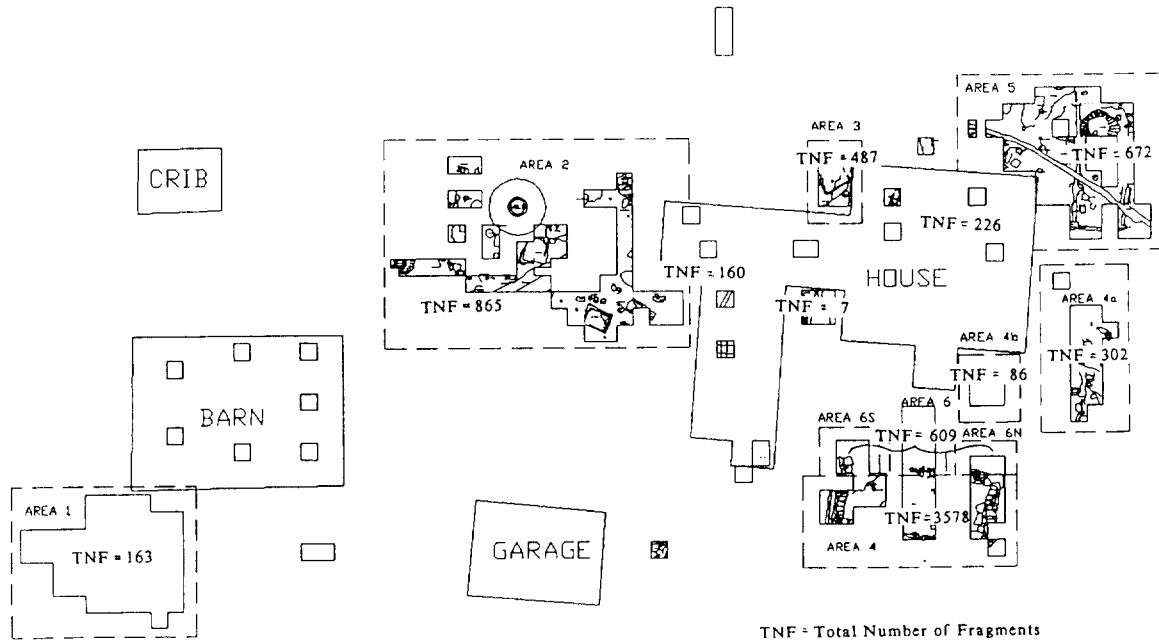 AREA 5
AREA 3
TNF = 487
TNF = 672
CRIB
AREA 2
TNF = 226
TNF = 160
HOUSE
TNF = 865
TNF = 7
AREA 4a
AREA 4b
TNF = 302
TNF = 86
BARN
AREA 6
AREA 6S
TNF = 609
AREA 6N
AREA 1
TNF = 163
TNF = 3578
GARAGE
AREA 4
TNF = Total Number of Fragments